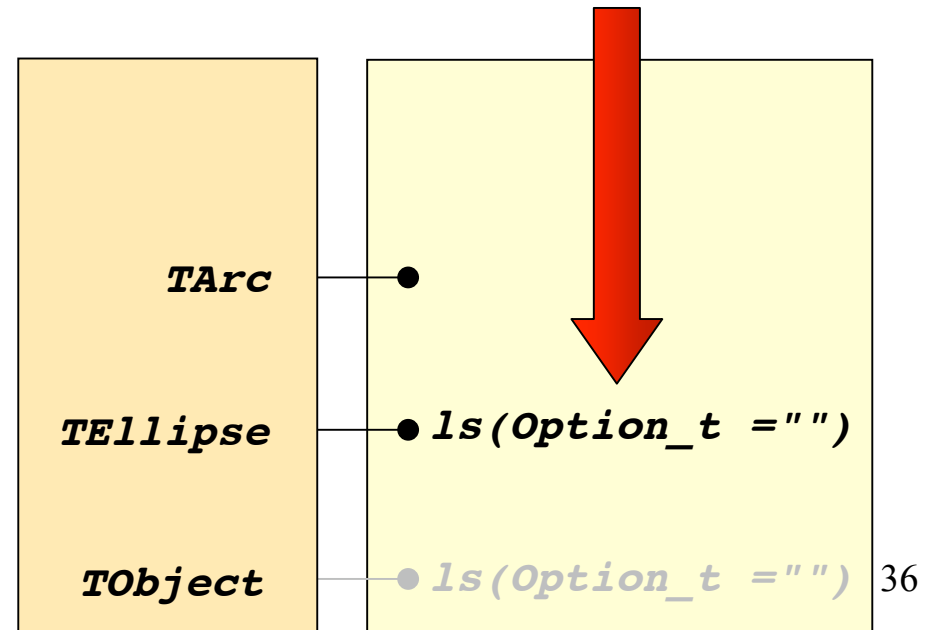 TArc
TEllipse ls(Option_t ="")
TObject ls(Option_t ="") 36